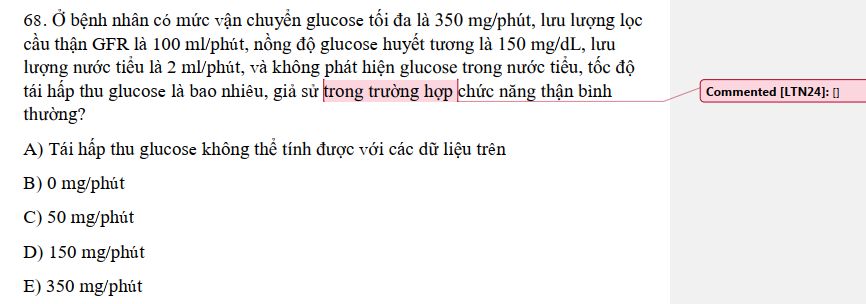 68. Ở bệnh nhân có mức vận chuyển glucose tối đa là 350 mg/phút, lưu lượng lọc
cầu thận GFR là 100 ml/phút, nồng độ glucose huyết tương là 150 mg/dL, lưu
lượng nước tiểu là 2 ml/phút, và không phát hiện glucose trong nước tiểu, tốc độ
tái hấp thu glucose là bao nhiêu, giả sử trong trường hợp chức năng thận bình
thường?
Commented [LTN24]: []
A) Tái hấp thu glucose không thể tính được với các dữ liệu trên
B) 0 mg/phút
C) 50 mg/phút
D) 150 mg/phút
E) 350 mg/phút